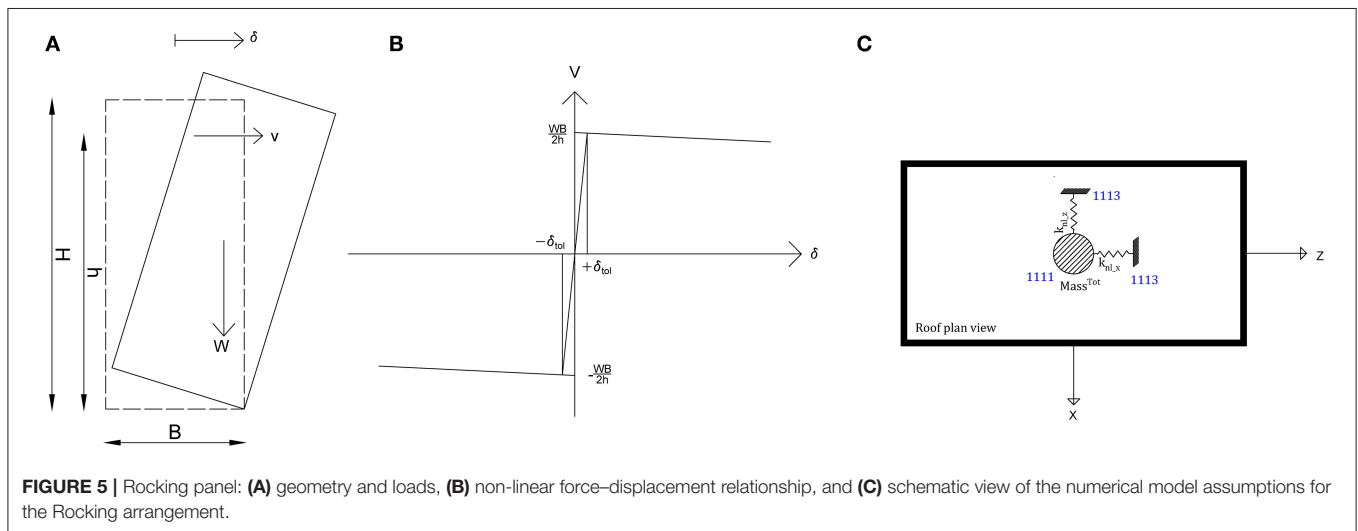 A
δ
v
H
h
W
B
B
V
WB
2h
−δtol
+δtol
δ
-WB
2h
C
1113
knl_z
1111
knl_x
1113
MassTot
Z
Roof plan view
X
FIGURE 5 | Rocking panel: (A) geometry and loads, (B) non-linear force–displacement relationship, and (C) schematic view of the numerical model assumptions for
the Rocking arrangement.